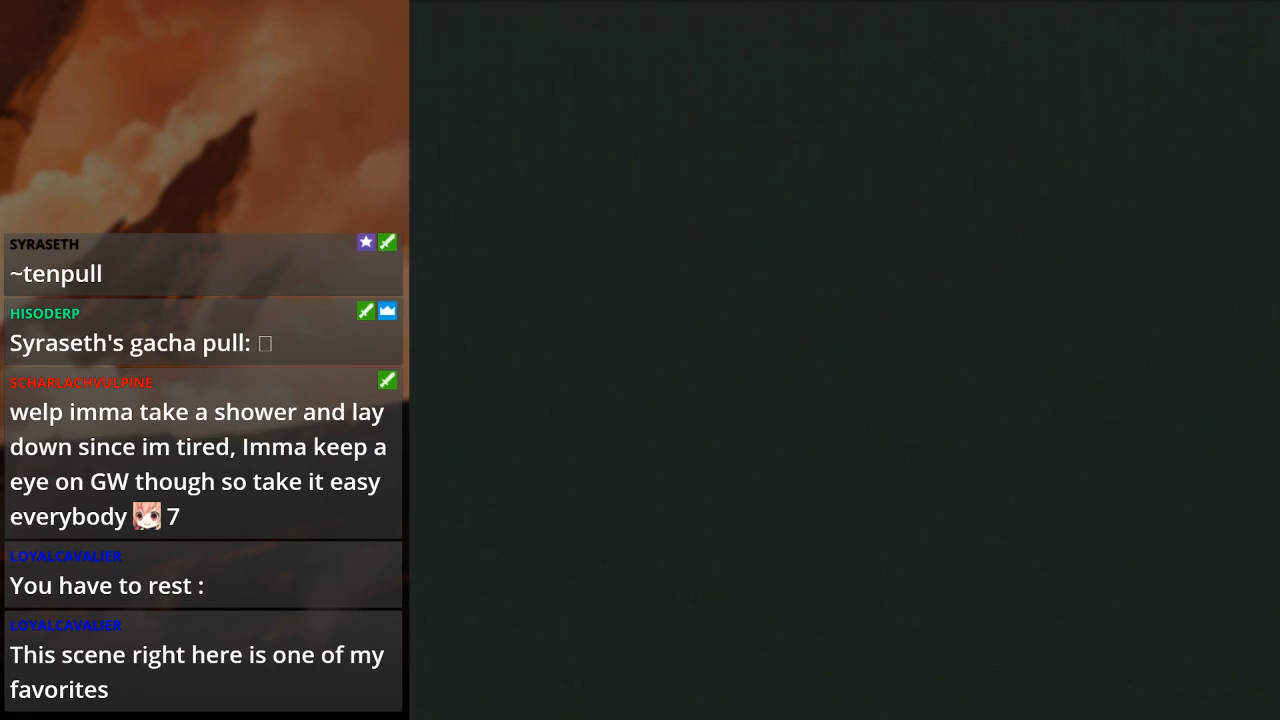 SYRASETH
~tenpull
HISODERP
Syraseth's gacha pull:
SCHARLACHVULPINE
welp imma take a shower and lay
down since im tired, Imma keep a
eye on GW though so take it easy
everybody 7
LOYALCAVALIER
You have to rest :
LOYALCAVALIER
This scene right here is one of my
favorites